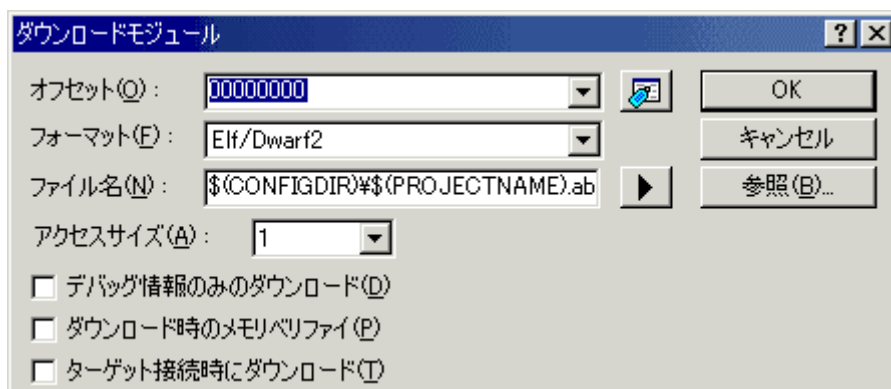 ダウンロードモジュール
オフセット(O): 00000000 OK
フォーマット(F): Elf/Dwarf2 キャンセル
ファイル名(N): $(CONFIGDIR)¥$(PROJECTNAME).ab 参照(B)...
アクセスサイズ(A): 1
デバッグ情報のみのダウンロード(D)
ダウンロード時のメモリベリファイ(P)
ターゲット接続時にダウンロード(T)